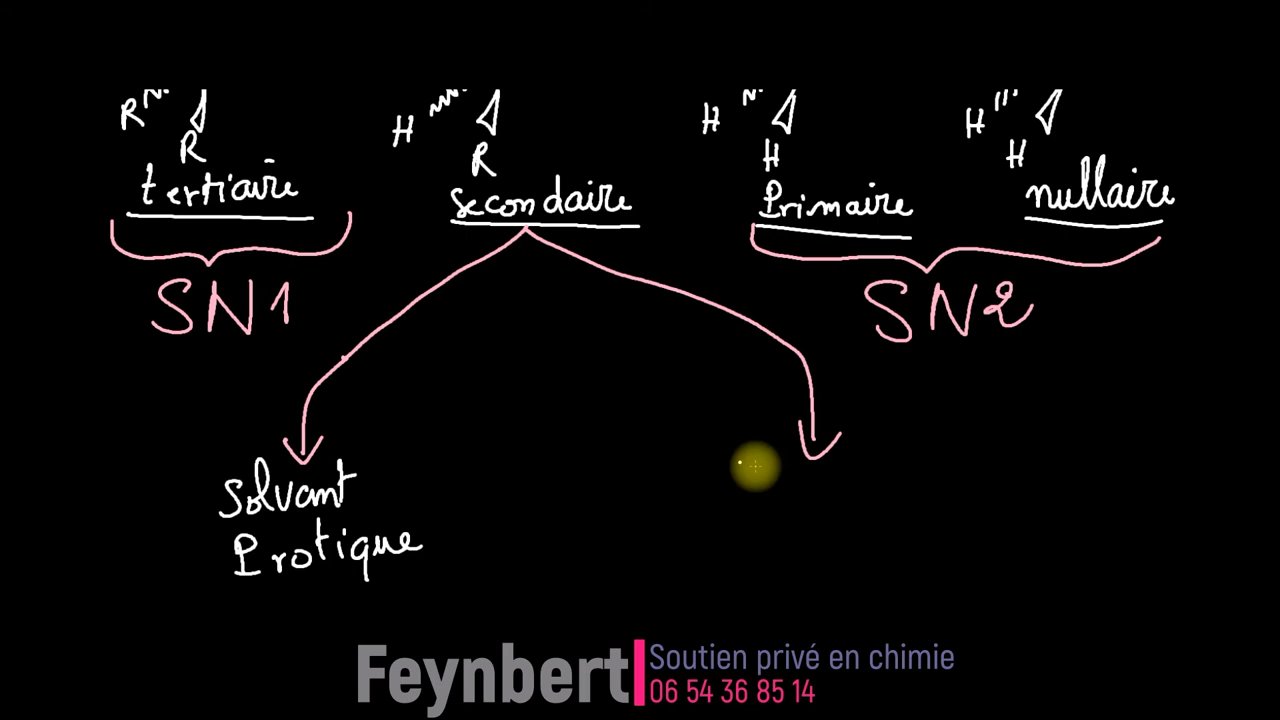 R R
tertiaire
SN1
H R
secondaire
H H
Primaire
H H
nullaire
SN2
Solvant
Protique
Feynbert
Soutien privé en chimie
06 54 36 85 14